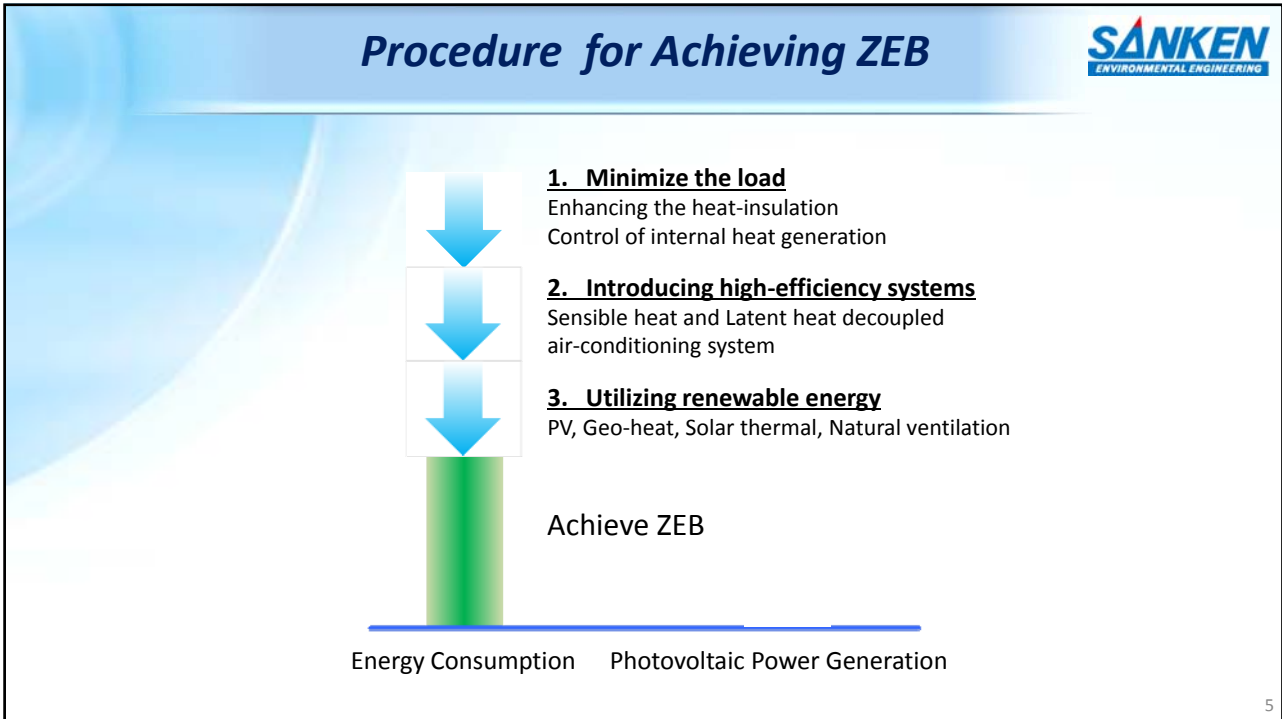 Procedure for Achieving ZEB
SANKEN
ENVIRONMENTAL ENGINEERING
1. Minimize the load
Enhancing the heat-insulation
Control of internal heat generation
2. Introducing high-efficiency systems
Sensible heat and Latent heat decoupled
air-conditioning system
3. Utilizing renewable energy
PV, Geo-heat, Solar thermal, Natural ventilation
Achieve ZEB
Energy Consumption Photovoltaic Power Generation
5